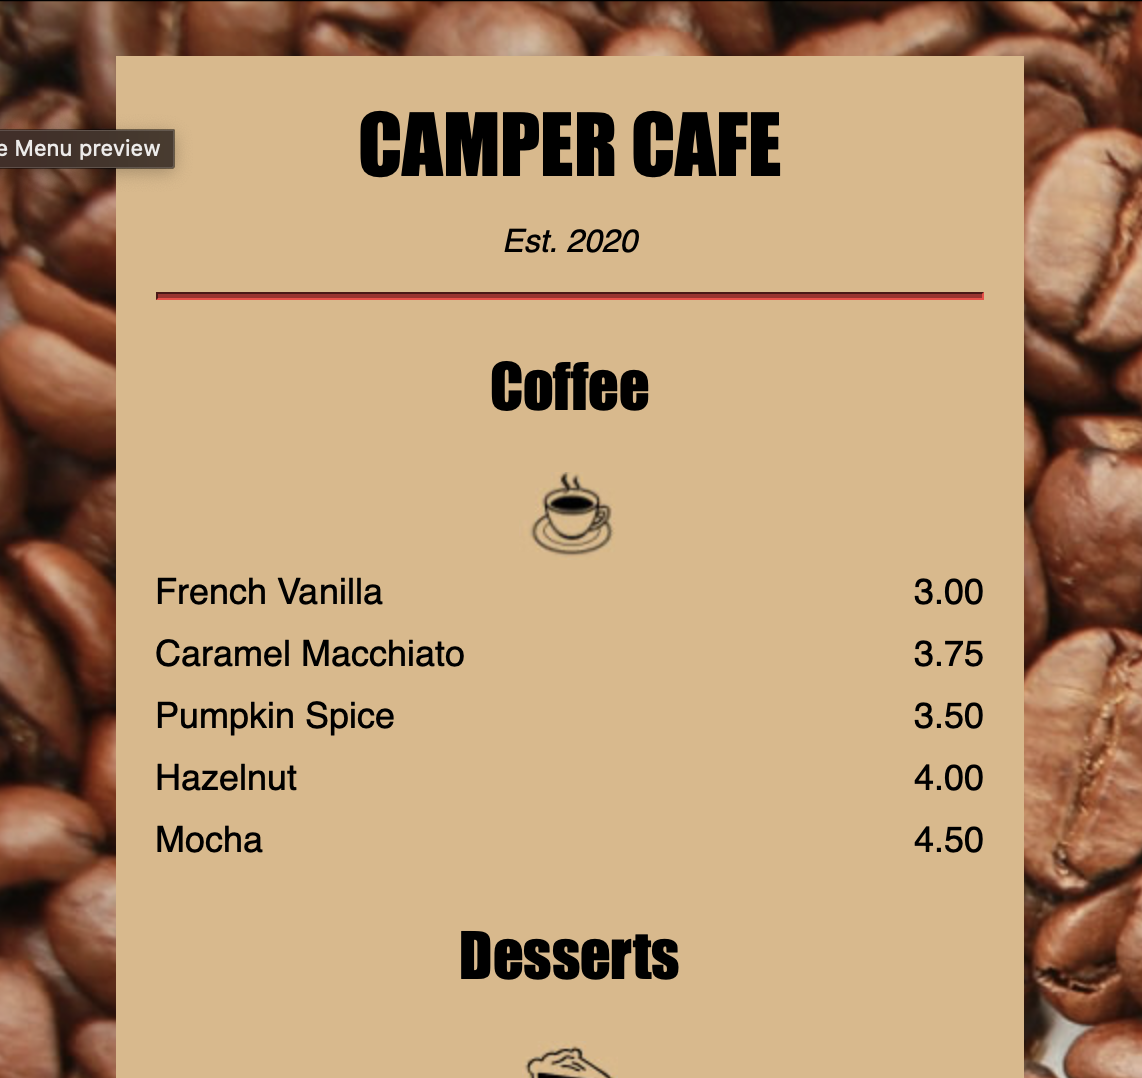 CAMPER CAFE
e Menu preview
Est. 2020
Coffee
French Vanilla 3.00
Caramel Macchiato 3.75
Pumpkin Spice 3.50
Hazelnut 4.00
Mocha 4.50
Desserts